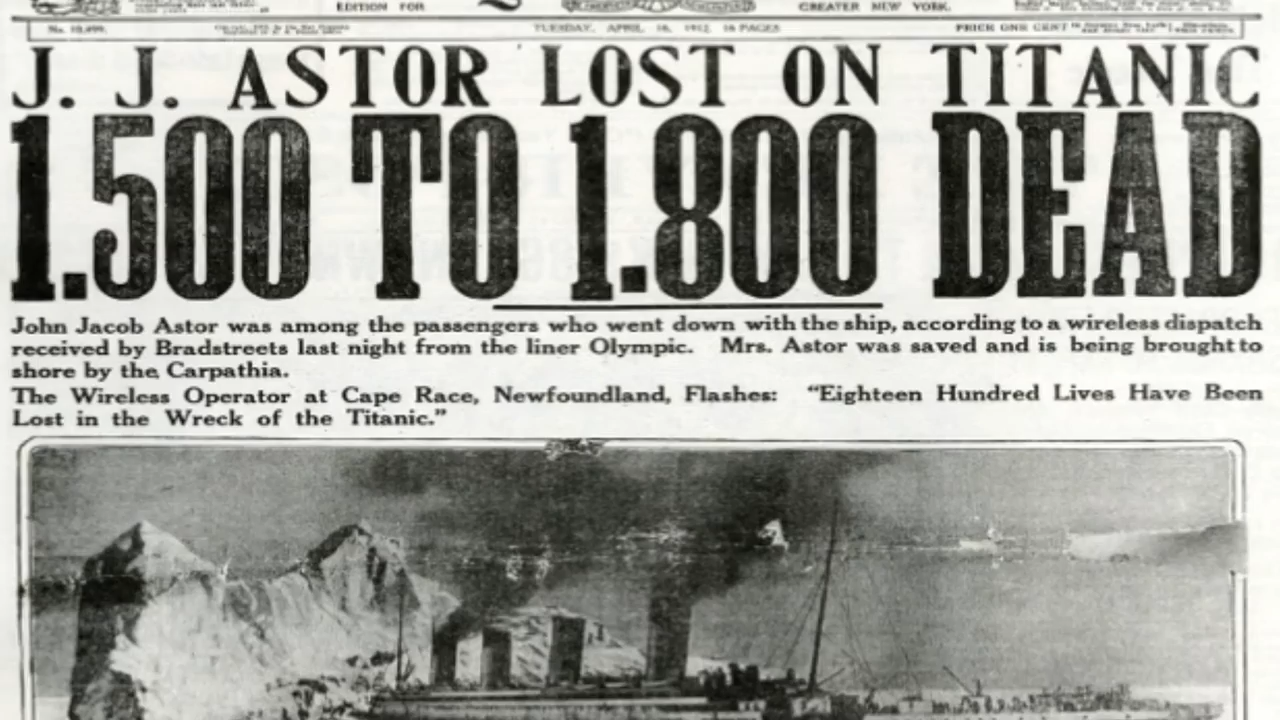 EDITION FOR GREATER NEW YORK.
TUESDAY, APRIL 16, 1912. 16 PAGES PRICE ONE CENT
J. J. ASTOR LOST ON TITANIC
1.500 TO 1.800 DEAD
John Jacob Astor was among the passengers who went down with the ship, according to a wireless dispatch
received by Bradstreets last night from the liner Olympic. Mrs. Astor was saved and is being brought to
shore by the Carpathia.
The Wireless Operator at Cape Race, Newfoundland, Flashes: "Eighteen Hundred Lives Have Been
Lost in the Wreck of the Titanic."